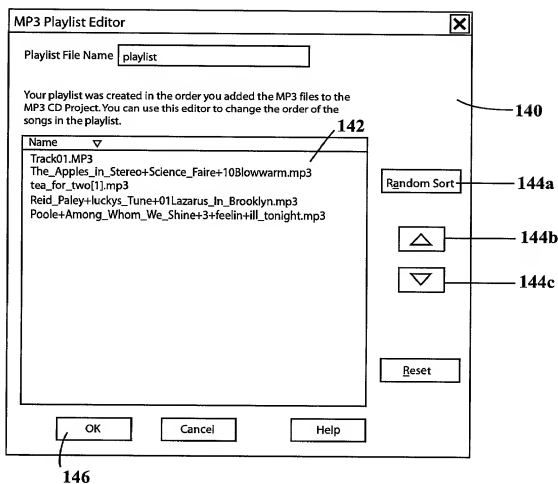 MP3 Playlist Editor
Playlist File Name playlist
Your playlist was created in the order you added the MP3 files to the
MP3 CD Project. You can use this editor to change the order of the
songs in the playlist.
140
142
Name
Track01.MP3
The_Apples_in_Stereo+Science_Faire+10Blowwarm.mp3
tea_for_two[1].mp3
Reid_Paley+luckys_Tune+01Lazarus_In_Brooklyn.mp3
Poole+Among_Whom_We_Shine+3+feelin+ill_tonight.mp3
Random Sort
144a
144b
144c
Reset
OK
Cancel
Help
146